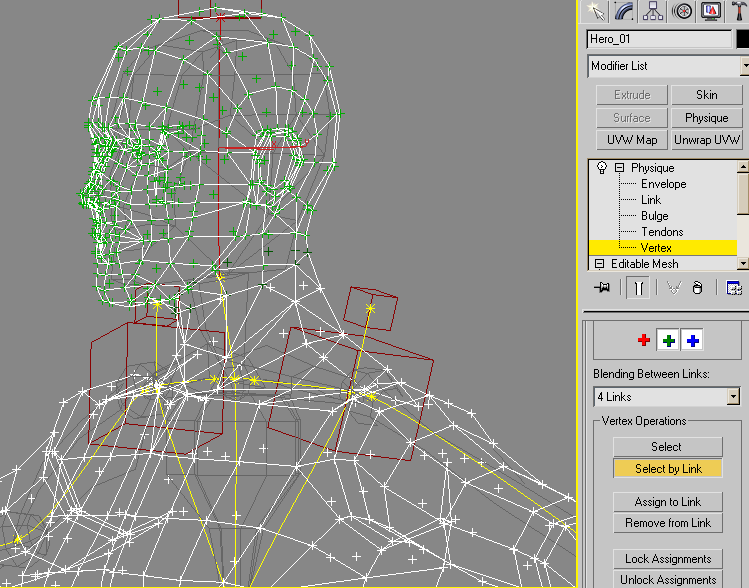 Hero_01
Modifier List
Extrude Skin
Surface Physique
UVW Map Unwrap UVW
Physique
Envelope
Link
Bulge
Tendons
Vertex
Editable Mesh
Blending Between Links:
4 Links
Vertex Operations
Select
Select by Link
Assign to Link
Remove from Link
Lock Assignments
Unlock Assignments